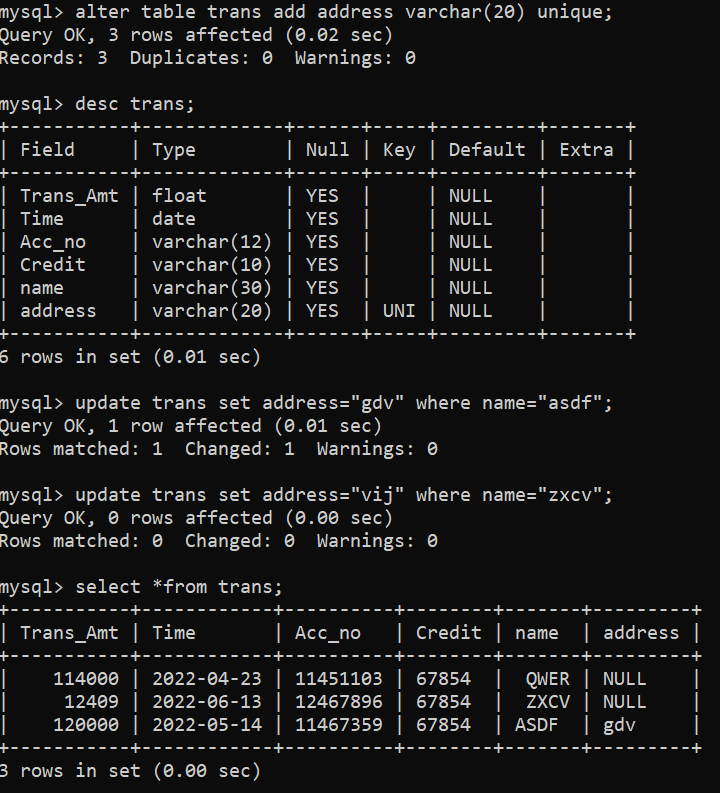 mysql> alter table trans add address varchar(20) unique;
Query OK, 3 rows affected (0.02 sec)
Records: 3  Duplicates: 0  Warnings: 0

mysql> desc trans;
+-----------+-------------+------+-----+---------+-------+
| Field     | Type        | Null | Key | Default | Extra |
+-----------+-------------+------+-----+---------+-------+
| Trans_Amt | float       | YES  |     | NULL    |       |
| Time      | date        | YES  |     | NULL    |       |
| Acc_no    | varchar(12) | YES  |     | NULL    |       |
| Credit    | varchar(10) | YES  |     | NULL    |       |
| name      | varchar(30) | YES  |     | NULL    |       |
| address   | varchar(20) | YES  | UNI | NULL    |       |
+-----------+-------------+------+-----+---------+-------+
6 rows in set (0.01 sec)

mysql> update trans set address="gdv" where name="asdf";
Query OK, 1 row affected (0.01 sec)
Rows matched: 1  Changed: 1  Warnings: 0

mysql> update trans set address="vij" where name="zxcv";
Query OK, 0 rows affected (0.00 sec)
Rows matched: 0  Changed: 0  Warnings: 0

mysql> select *from trans;
+-----------+------------+----------+--------+-------+---------+
| Trans_Amt | Time       | Acc_no   | Credit | name  | address |
+-----------+------------+----------+--------+-------+---------+
|    114000 | 2022-04-23 | 11451103 | 67854  |  QWER | NULL    |
|     12409 | 2022-06-13 | 12467896 | 67854  |  ZXCV | NULL    |
|    120000 | 2022-05-14 | 11467359 | 67854  | ASDF  | gdv     |
+-----------+------------+----------+--------+-------+---------+
3 rows in set (0.00 sec)